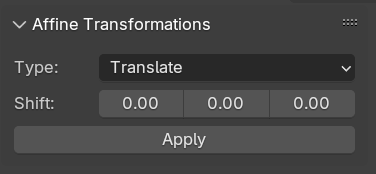 Affine Transformations
Type: Translate
Shift: 0.00 0.00 0.00
Apply